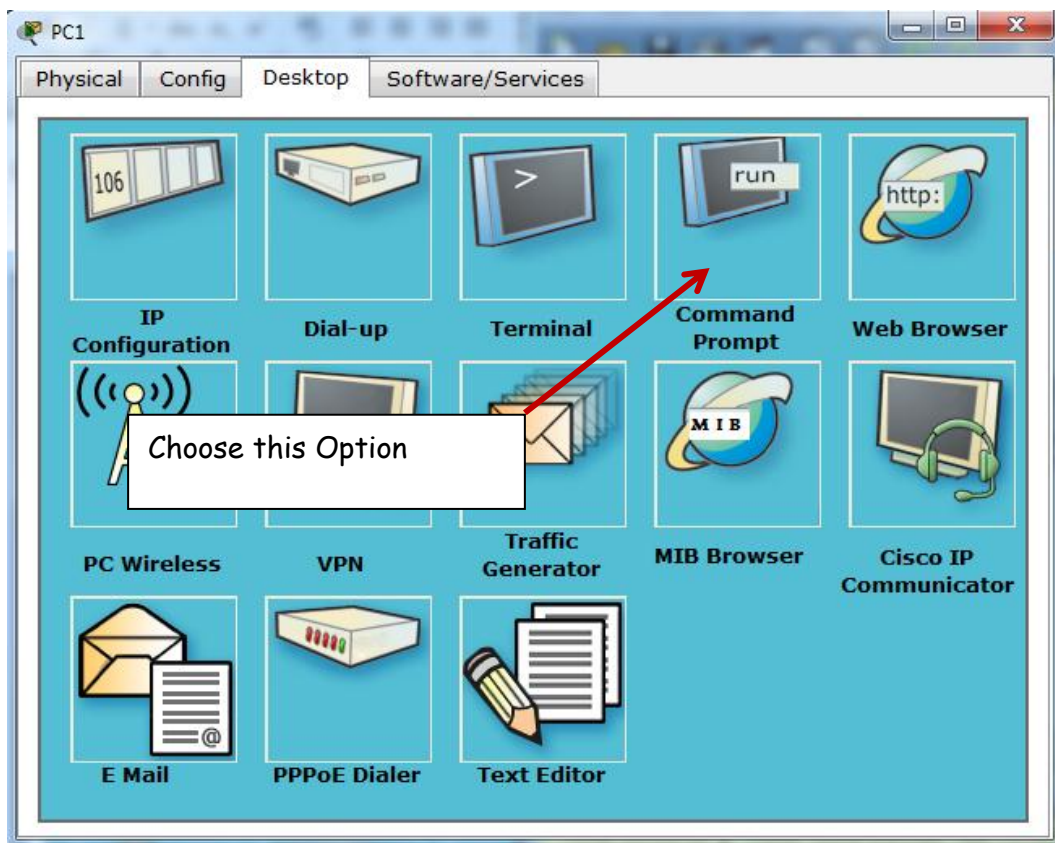 PC1
Physical Config Desktop Software/Services
106
>
run
http:
IP
Configuration
Dial-up
Terminal
Command
Prompt
Web Browser
Choose this Option
MIB
PC Wireless
VPN
Traffic
Generator
MIB Browser
Cisco IP
Communicator
@
E Mail
PPPoE Dialer
Text Editor